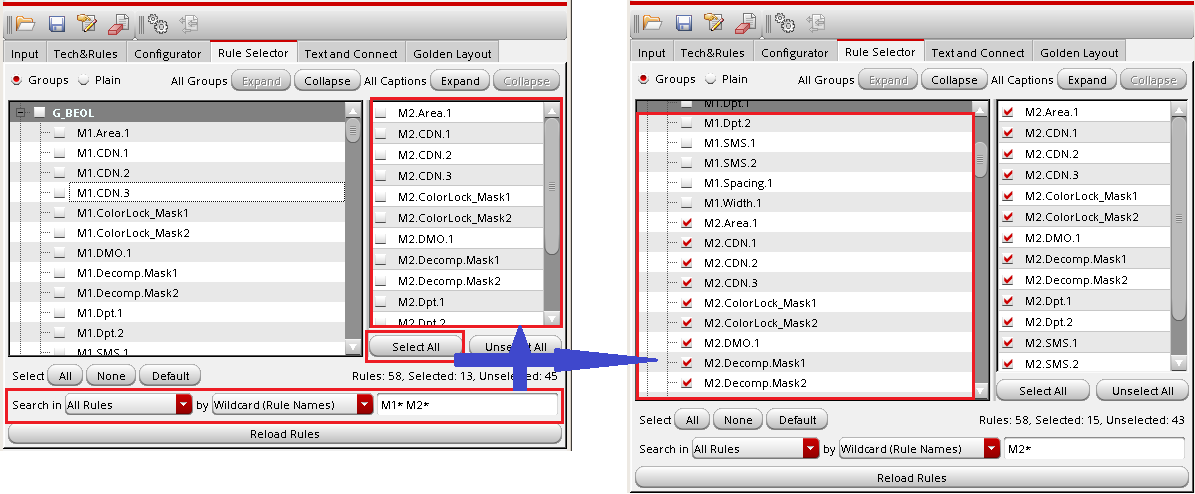 Input Tech&Rules Configurator Rule Selector Text and Connect Golden Layout
Groups Plain All Groups Expand Collapse All Captions Expand Collapse
G_BEOL
M1.Area.1
M1.CDN.1
M1.CDN.2
M1.CDN.3
M1.ColorLock_Mask1
M1.ColorLock_Mask2
M1.DMO.1
M1.Decomp.Mask1
M1.Decomp.Mask2
M1.Dpt.1
M1.Dpt.2
M1.SMS.1
M2.Area.1
M2.CDN.1
M2.CDN.2
M2.CDN.3
M2.ColorLock_Mask1
M2.ColorLock_Mask2
M2.DMO.1
M2.Decomp.Mask1
M2.Decomp.Mask2
M2.Dpt.1
M2.Dpt.2
Select All Unselect All
Select All None Default Rules: 58, Selected: 13, Unselected: 45
Search in All Rules by Wildcard (Rule Names) M1* M2*
Reload Rules
Input Tech&Rules Configurator Rule Selector Text and Connect Golden Layout
Groups Plain All Groups Expand Collapse All Captions Expand Collapse
M1.Dpt.1
M1.Dpt.2
M1.SMS.1
M1.SMS.2
M1.Spacing.1
M1.Width.1
M2.Area.1
M2.CDN.1
M2.CDN.2
M2.CDN.3
M2.ColorLock_Mask1
M2.ColorLock_Mask2
M2.DMO.1
M2.Decomp.Mask1
M2.Decomp.Mask2
M2.Area.1
M2.CDN.1
M2.CDN.2
M2.CDN.3
M2.ColorLock_Mask1
M2.ColorLock_Mask2
M2.DMO.1
M2.Decomp.Mask1
M2.Decomp.Mask2
M2.Dpt.1
M2.Dpt.2
M2.SMS.1
M2.SMS.2
Select All Unselect All
Select All None Default Rules: 58, Selected: 15, Unselected: 43
Search in All Rules by Wildcard (Rule Names) M2*
Reload Rules